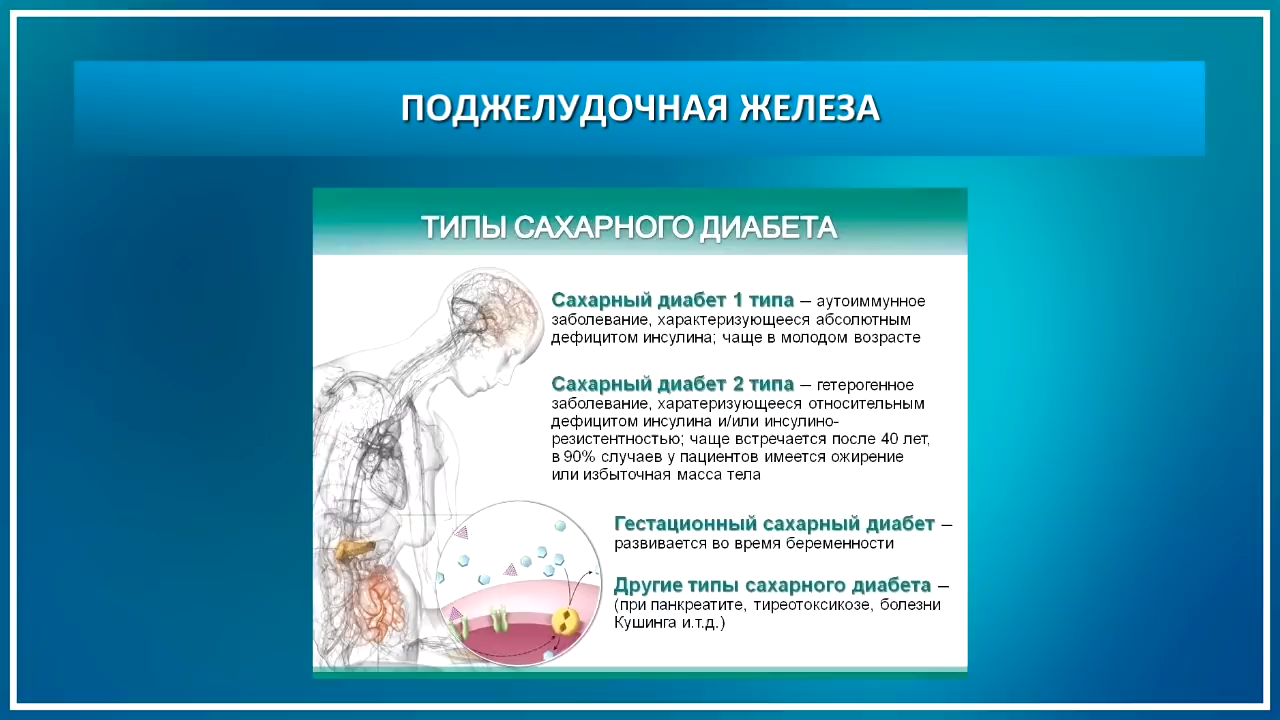 ПОДЖЕЛУДОЧНАЯ ЖЕЛЕЗА
ТИПЫ САХАРНОГО ДИАБЕТА
Сахарный диабет 1 типа – аутоиммунное
заболевание, характеризующееся абсолютным
дефицитом инсулина; чаще в молодом возрасте
Сахарный диабет 2 типа – гетерогенное
заболевание, харатеризующееся относительным
дефицитом инсулина и/или инсулино-
резистентностью; чаще встречается после 40 лет,
в 90% случаев у пациентов имеется ожирение
или избыточная масса тела
Гестационный сахарный диабет –
развивается во время беременности
Другие типы сахарного диабета –
(при панкреатите, тиреотоксикозе, болезни
Кушинга и.т.д.)